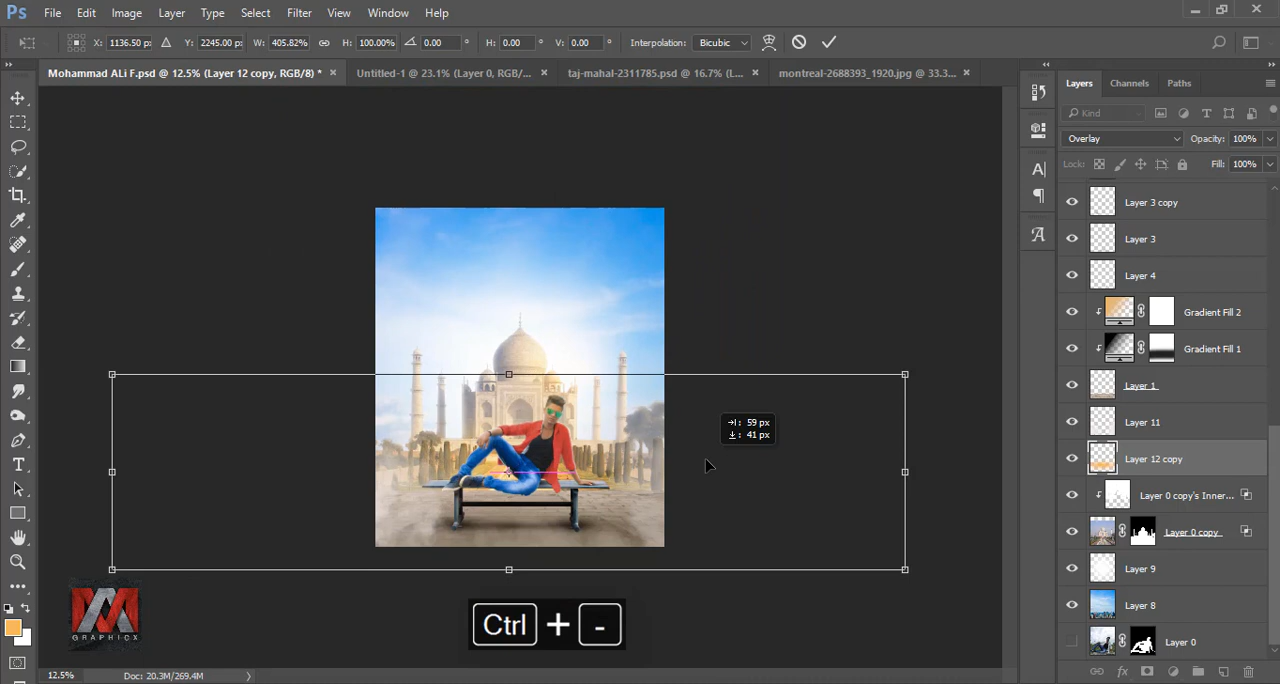 Ps File Edit Image Layer Type Select Filter 3D View Window Help
X: 1136.50 px Y: 2245.00 px W: 405.82% H: 100.00% 0.00 ° H: 0.00 ° V: 0.00 ° Interpolation: Bicubic
Mohammad ALi F.psd @ 12.5% (Layer 12 copy, RGB/8) * × Untitled-1 @ 23.1% (Layer 0, RGB/... × taj-mahal-2311785.psd @ 16.7% (L... × montreal-2688393_1920.jpg @ 33.3... ×
Layers Channels Paths
Kind
Overlay Opacity: 100%
Lock: Fill: 100%
Layer 3 copy
Layer 3
Layer 4
Gradient Fill 2
Gradient Fill 1
Layer 1
Layer 11
Layer 12 copy
Layer 0 copy's Inner...
Layer 0 copy
Layer 9
Layer 8
Layer 0
59 px
41 px
Ctrl + -
GRAPHICX
12.5% Doc: 20.3M/269.4M